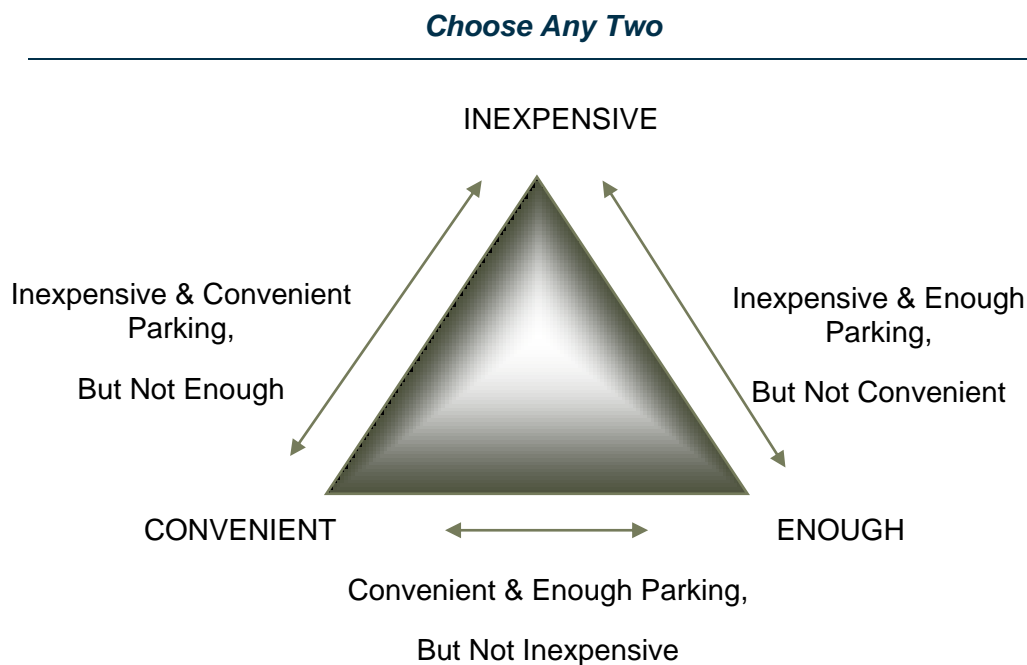 Choose Any Two
INEXPENSIVE
Inexpensive & Convenient
Parking,
But Not Enough
Inexpensive & Enough
Parking,
But Not Convenient
CONVENIENT
ENOUGH
Convenient & Enough Parking,
But Not Inexpensive